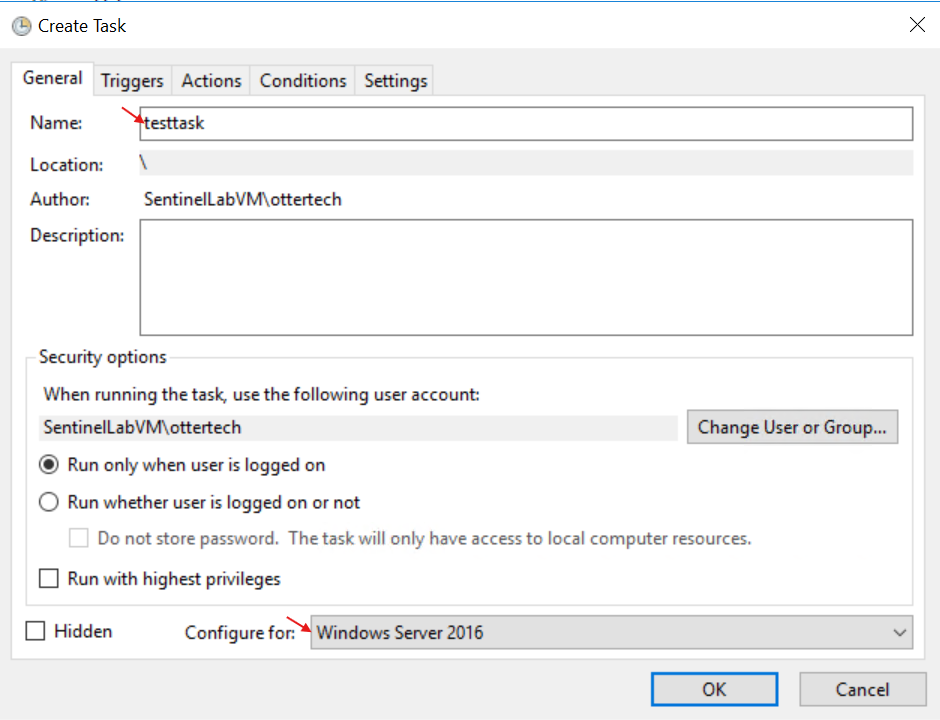 Create Task
General Triggers Actions Conditions Settings
Name: testtask
Location: \
Author: SentinelLabVM\ottertech
Description:
Security options
When running the task, use the following user account:
SentinelLabVM\ottertech Change User or Group...
Run only when user is logged on
Run whether user is logged on or not
Do not store password. The task will only have access to local computer resources.
Run with highest privileges
Hidden Configure for: Windows Server 2016
OK Cancel